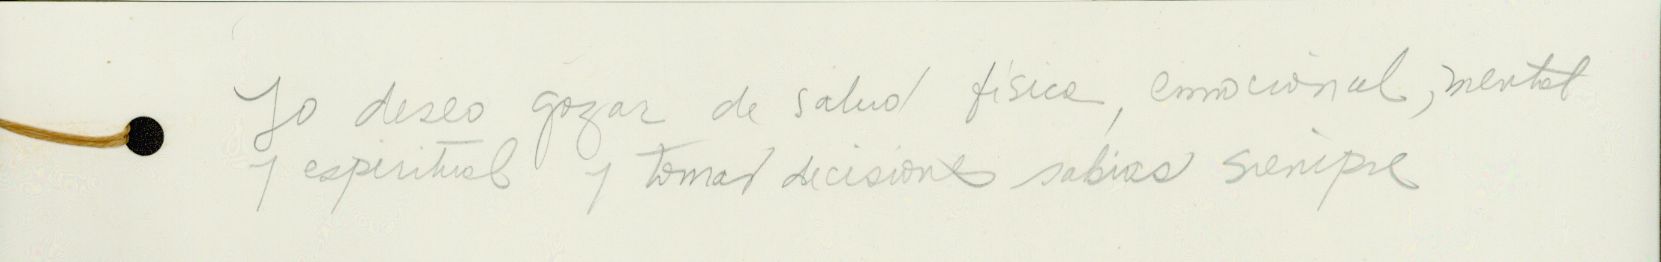 Yo deseo gozar de salud física, emocional, mental
y espiritual y tomar decisiones sabias siempre